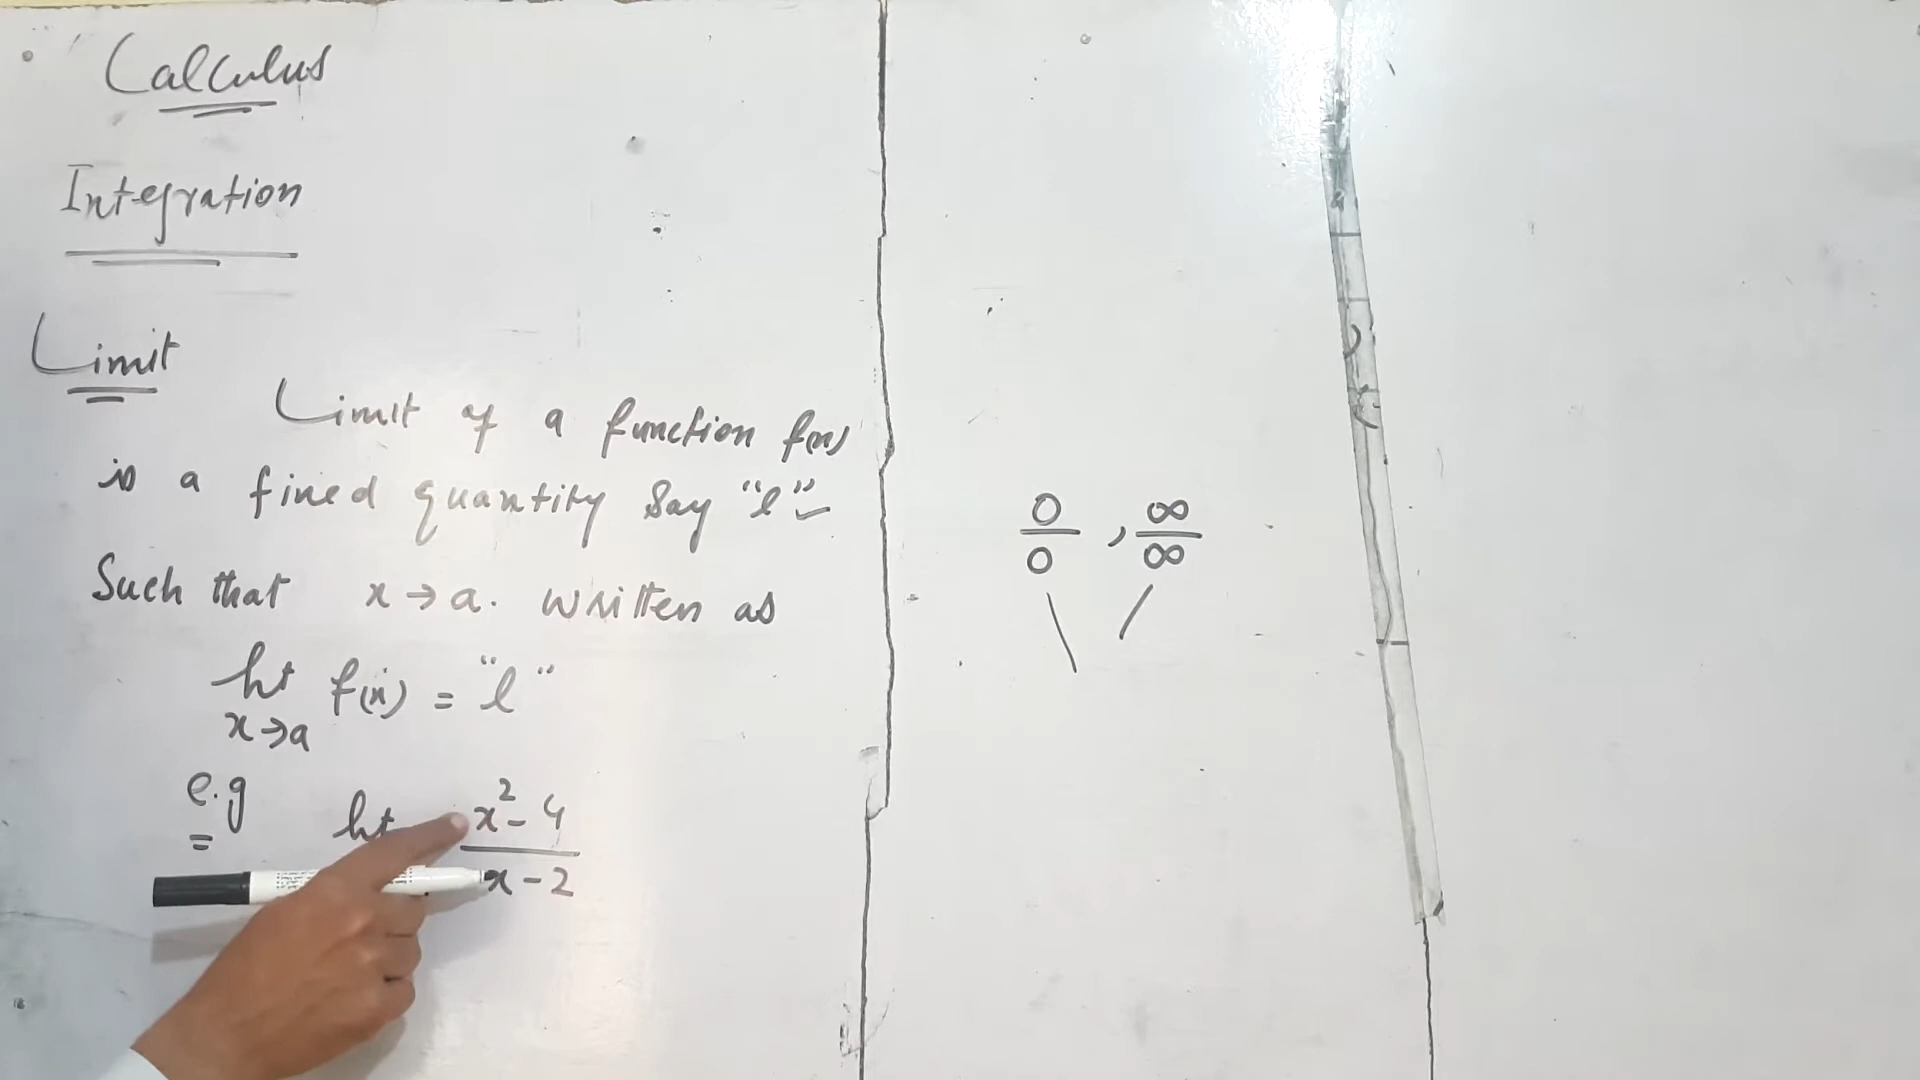 Calculus
Integration
Limit
Limit of a function f(x)
is a fixed quantity Say "l"
Such that x→a. written as
lt f(x) = "l"
x→a
e.g lt x²-4
x-2
0/0 , ∞/∞